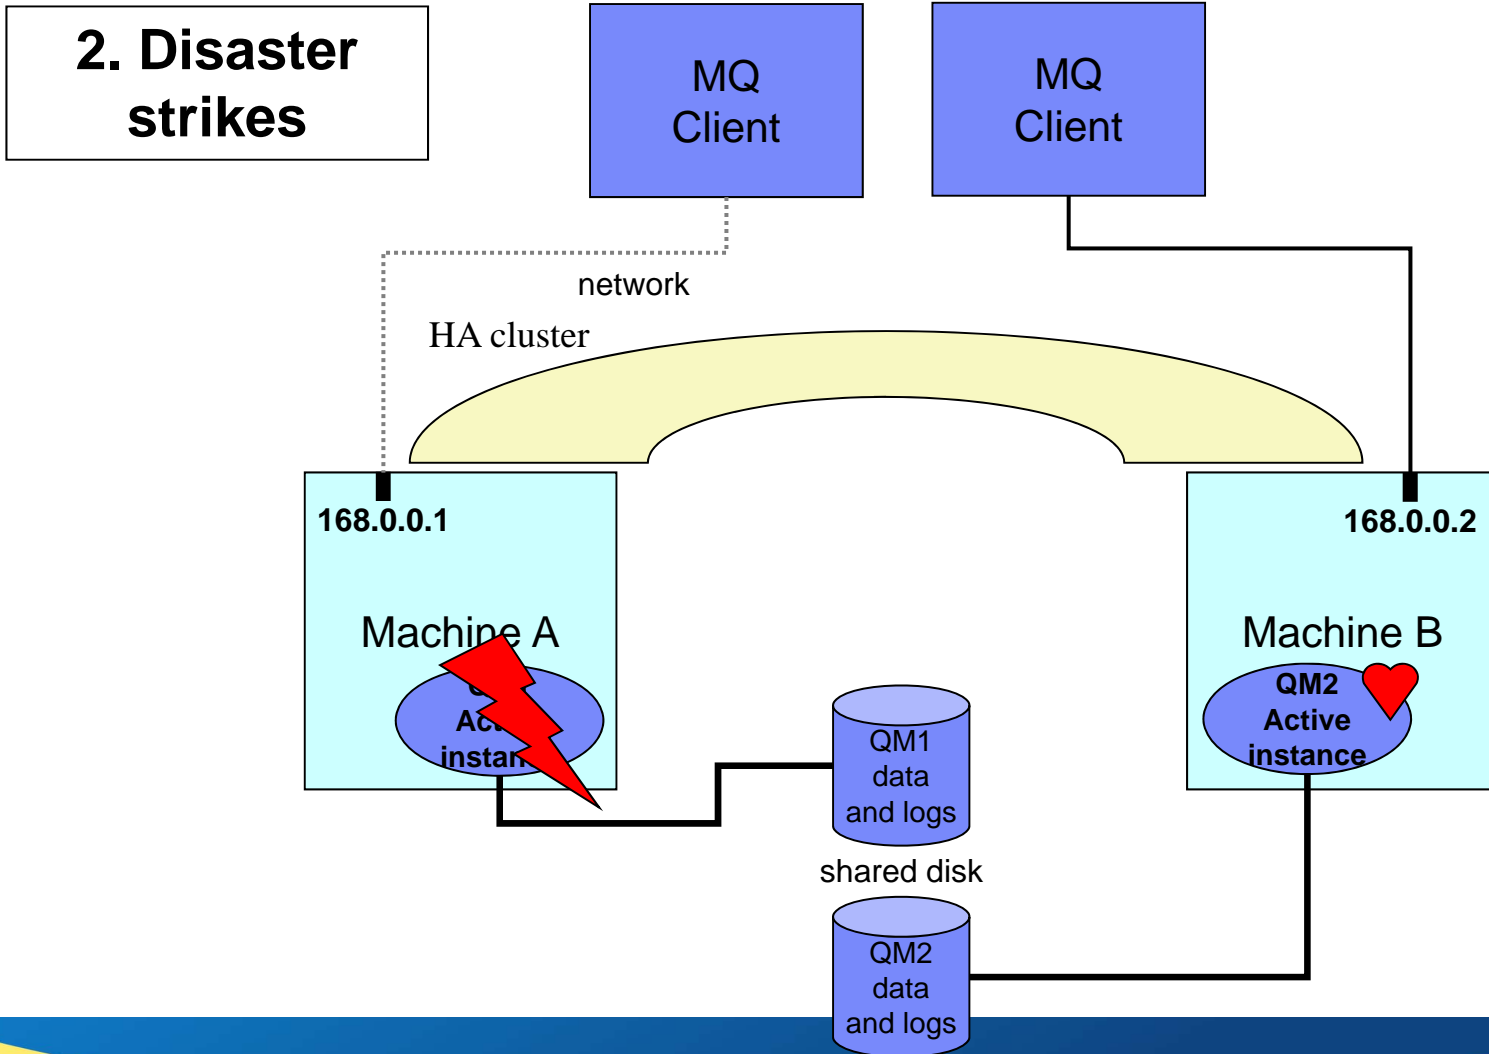 2. Disaster
strikes
MQ
Client
MQ
Client
network
HA cluster
168.0.0.1
168.0.0.2
Machine A
Machine B
QM2
Active
instance
QM1
data
and logs
shared disk
QM2
data
and logs